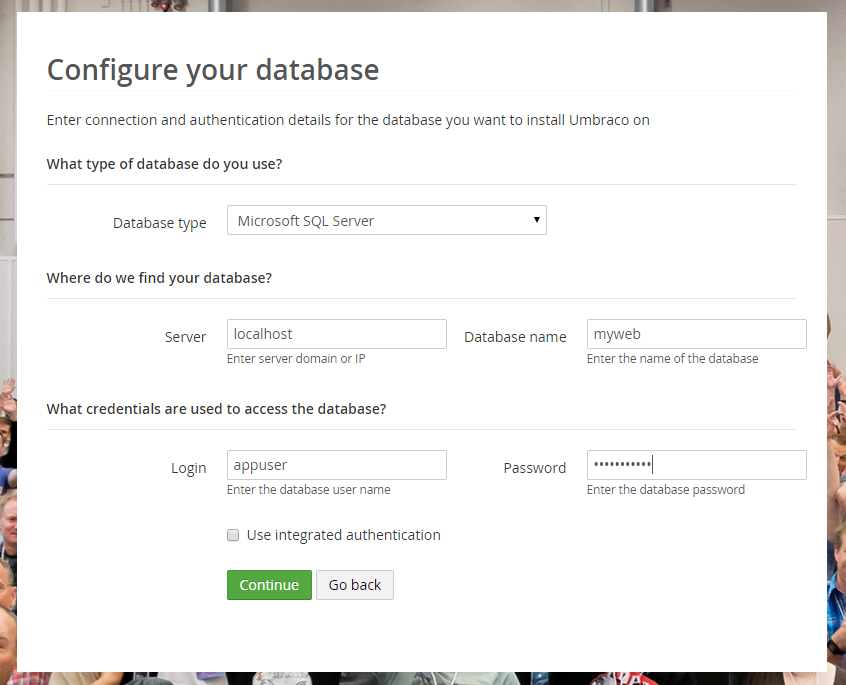 Configure your database
Enter connection and authentication details for the database you want to install Umbraco on
What type of database do you use?
Database type Microsoft SQL Server
Where do we find your database?
Server localhost Database name myweb
Enter server domain or IP Enter the name of the database
What credentials are used to access the database?
Login appuser Password •••••••••••
Enter the database user name Enter the database password
Use integrated authentication
Continue Go back